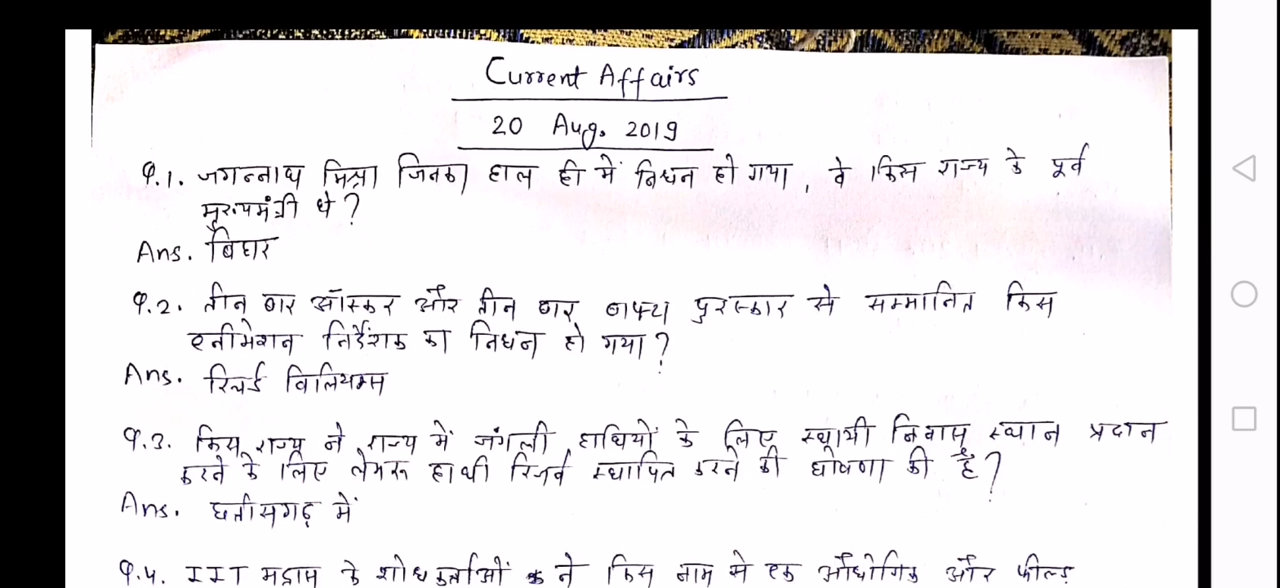 Current Affairs
20 Aug. 2019
Q.1. जगन्नाथ मिश्रा जिनका हाल ही में निधन हो गया, वे किस राज्य के पूर्व
मुख्यमंत्री थे?
Ans. बिहार
Q.2. तीन बार ऑस्कर और तीन बार बाफ्टा पुरस्कार से सम्मानित किस
एनीमेशन निर्देशक का निधन हो गया?
Ans. रिचर्ड विलियम्स
Q.3. किस राज्य ने राज्य में जंगली हाथियों के लिए स्थायी निवास स्थान प्रदान
करने के लिए लेमरू हाथी रिजर्व स्थापित करने की घोषणा की है?
Ans. छत्तीसगढ़ में
Q.4. IIT मद्रास के शोधकर्ताओं ने किस नाम से एक औद्योगिक और फील्ड